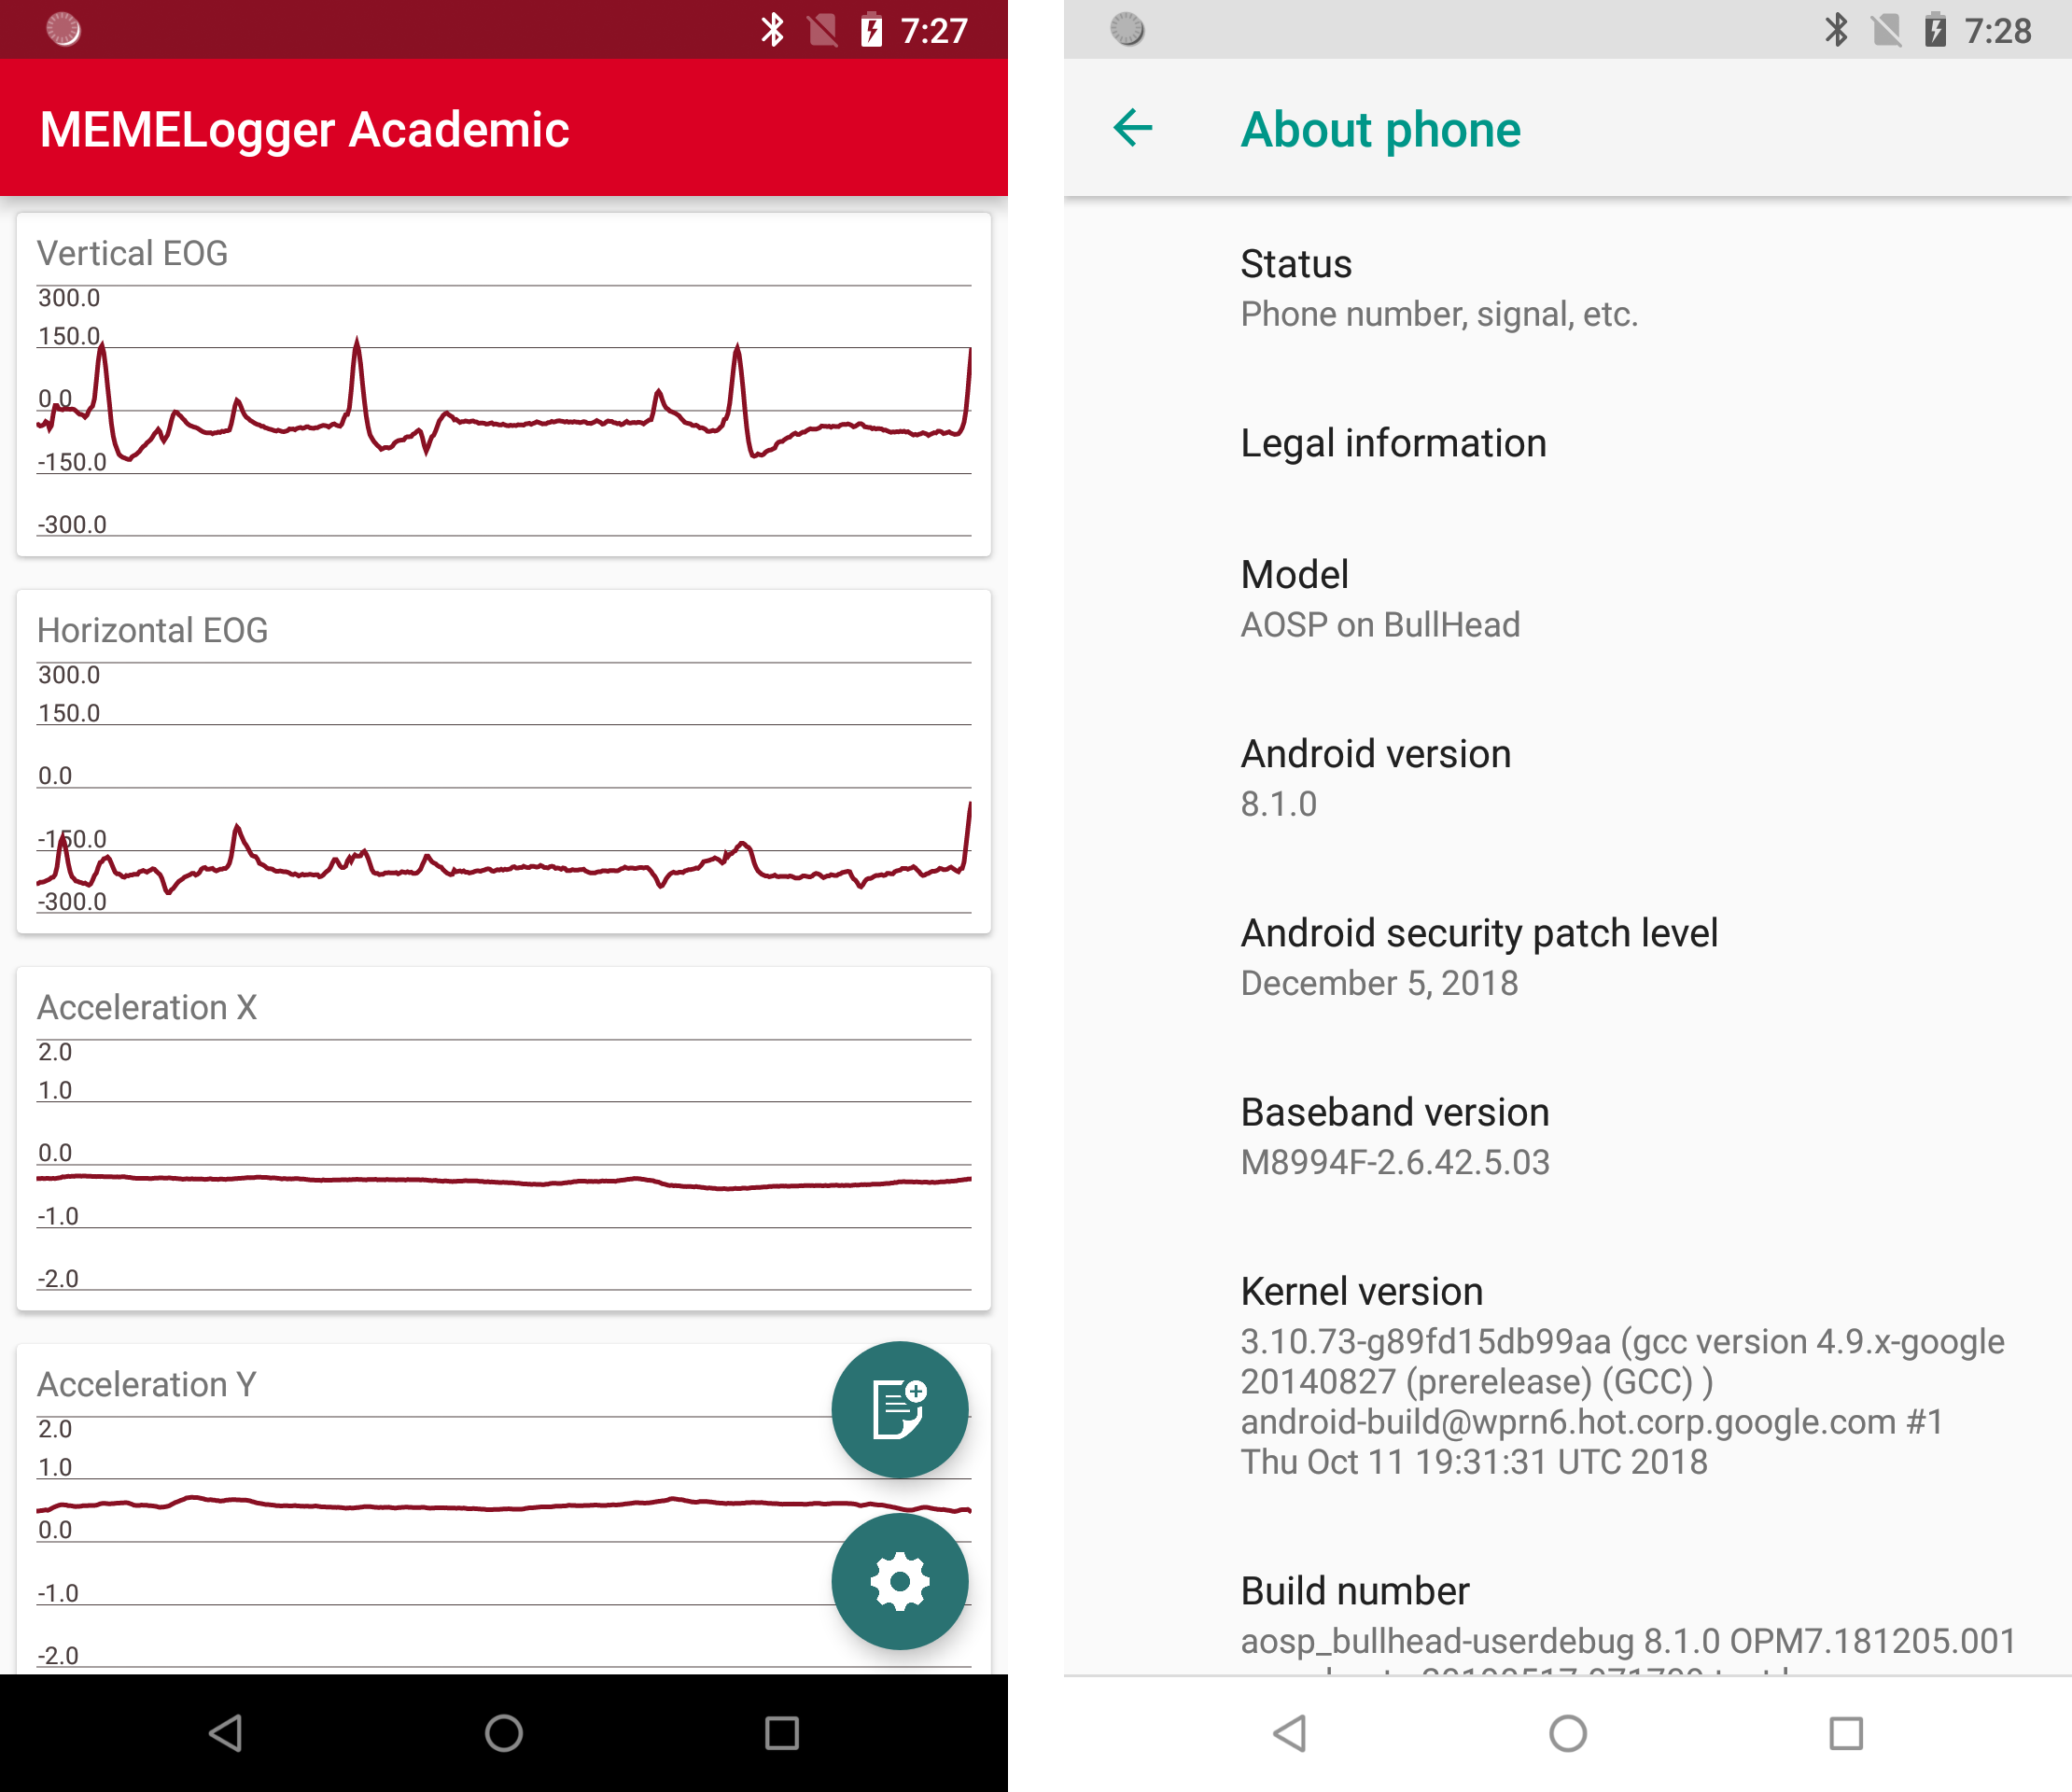 7:27
MEMELogger Academic
Vertical EOG
300.0
150.0
0.0
-150.0
-300.0
Horizontal EOG
300.0
150.0
0.0
-150.0
-300.0
Acceleration X
2.0
1.0
0.0
-1.0
-2.0
Acceleration Y
2.0
1.0
0.0
-1.0
-2.0
7:28
About phone
Status
Phone number, signal, etc.
Legal information
Model
AOSP on BullHead
Android version
8.1.0
Android security patch level
December 5, 2018
Baseband version
M8994F-2.6.42.5.03
Kernel version
3.10.73-g89fd15db99aa (gcc version 4.9.x-google
20140827 (prerelease) (GCC) )
android-build@wprn6.hot.corp.google.com #1
Thu Oct 11 19:31:31 UTC 2018
Build number
aosp_bullhead-userdebug 8.1.0 OPM7.181205.001